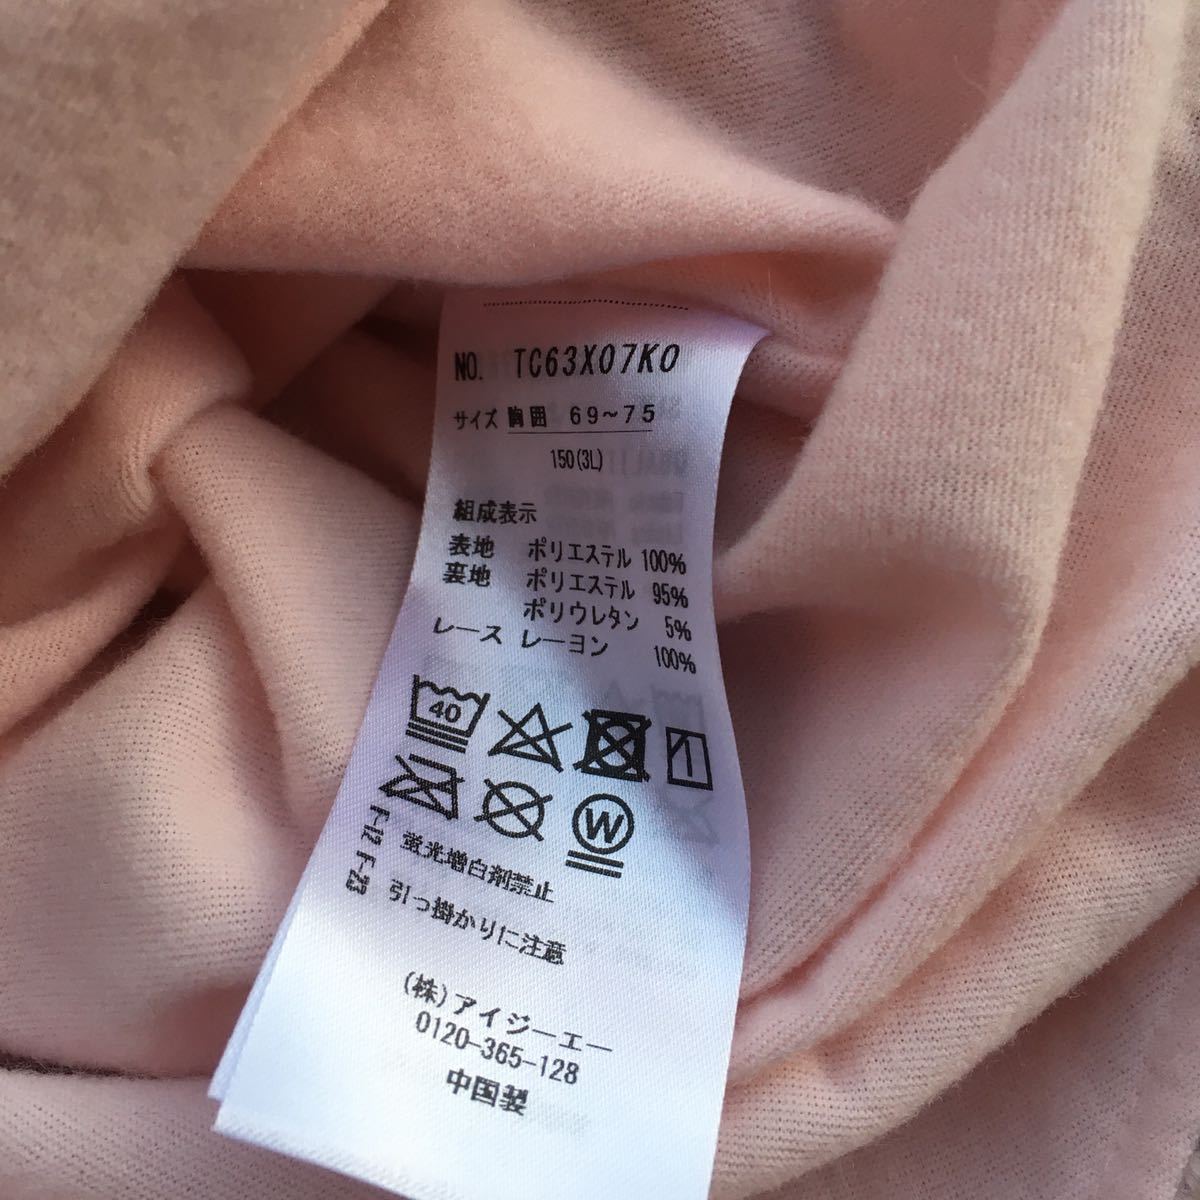 NO. TC63X07KO
サイズ 胸囲 69~75
150(3L)
組成表示
表地 ポリエステル 100%
裏地 ポリエステル 95%
ポリウレタン 5%
レース レーヨン 100%
40
W
F-12 蛍光増白剤禁止
F-23 引っ掛かりに注意
(株)アイジーエー
0120-365-128
中国製